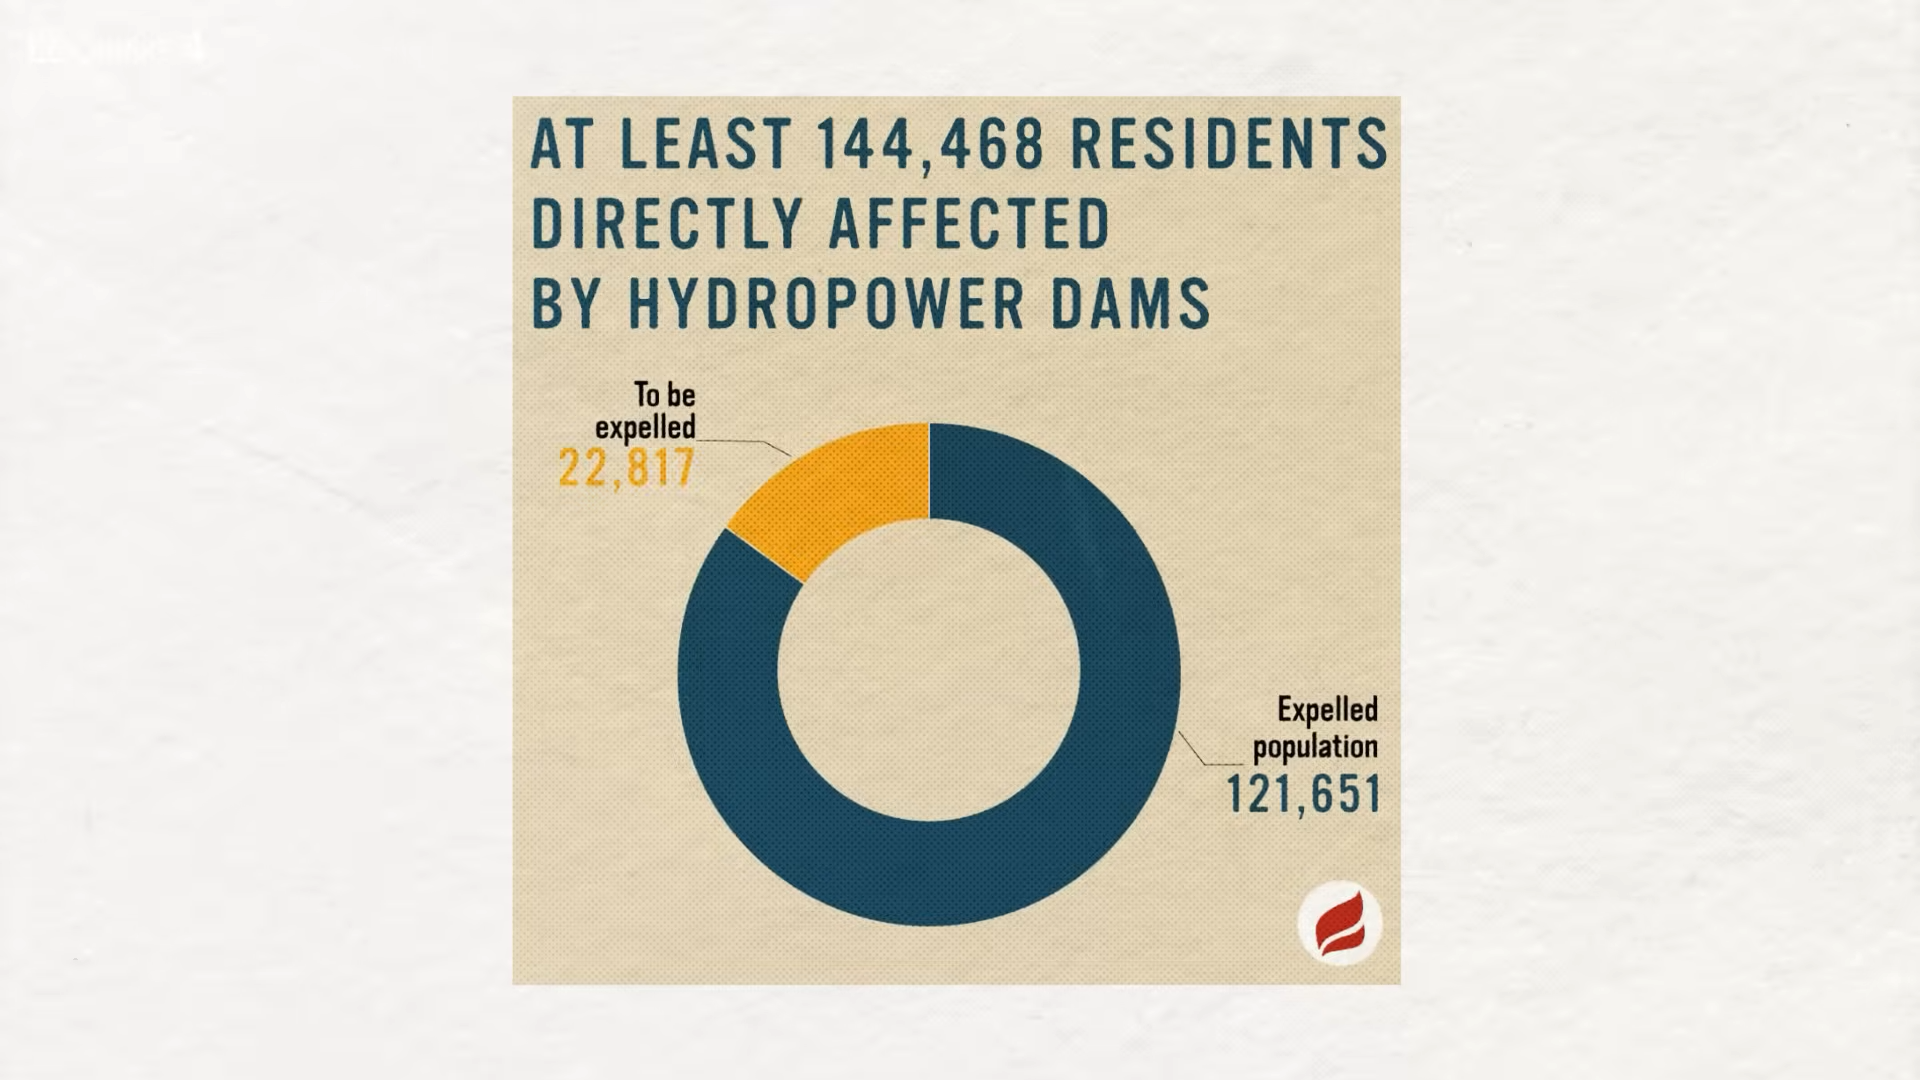 AT LEAST 144,468 RESIDENTS
DIRECTLY AFFECTED
BY HYDROPOWER DAMS
To be
expelled
22,817
Expelled
population
121,651